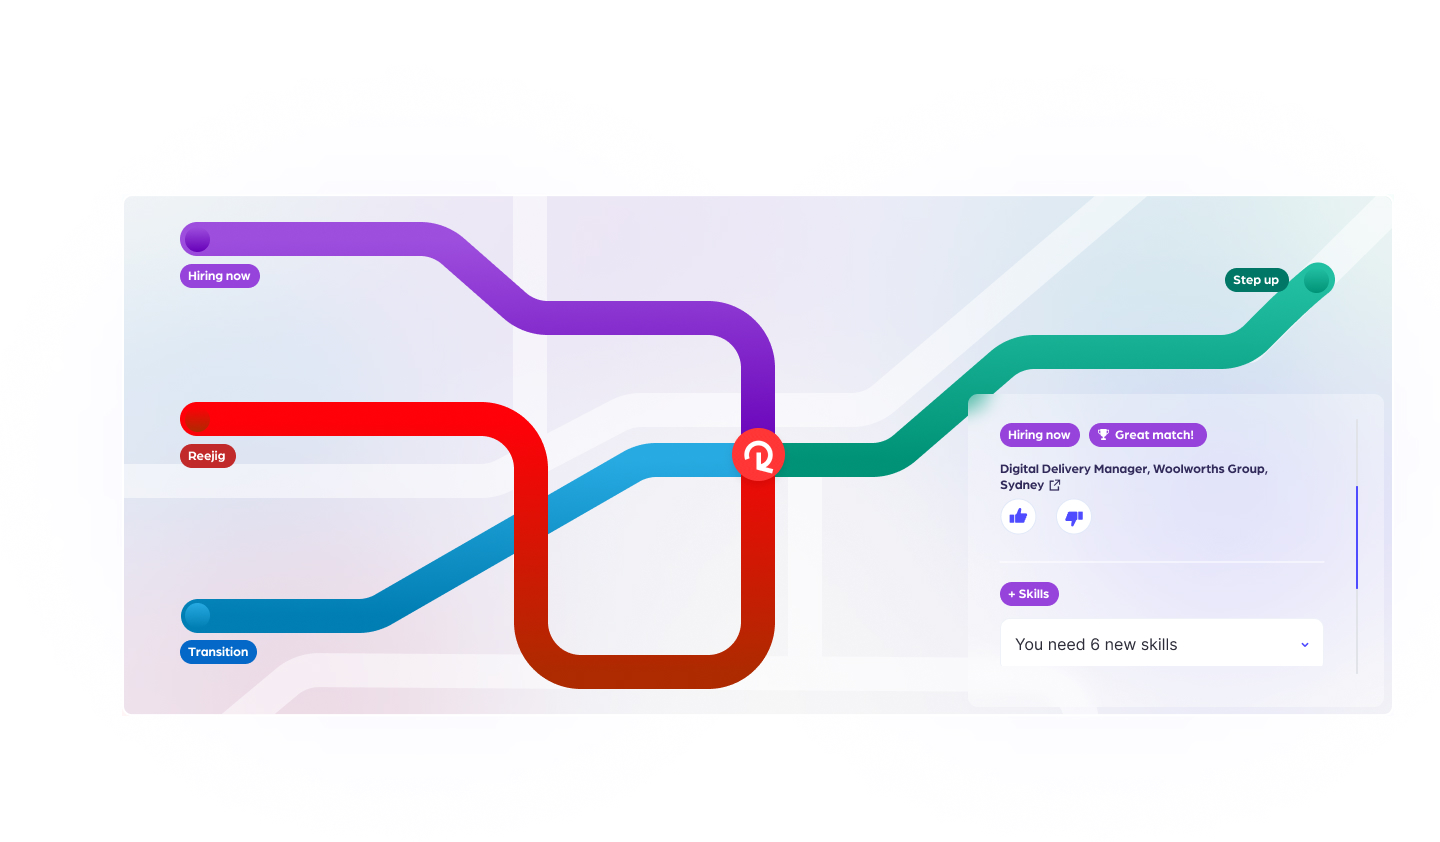 Hiring now
Step up
Reejig
Hiring now
Great match!
Digital Delivery Manager, Woolworths Group,
Sydney
+ Skills
You need 6 new skills
Transition